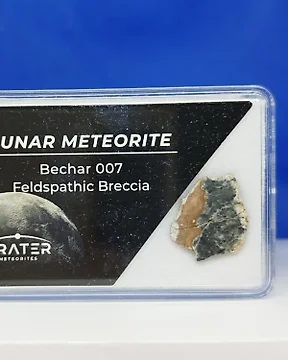 UNAR METEORITE
Bechar 007
Feldspathic Breccia
RATER
METEORITES